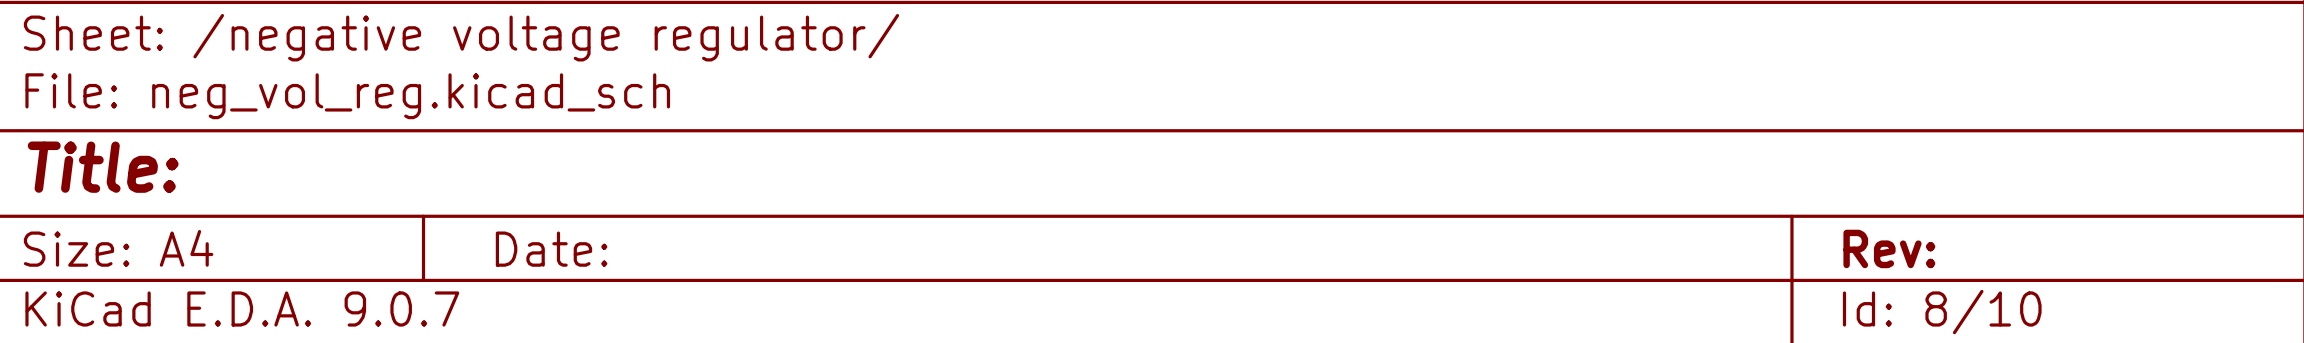 Sheet: /negative voltage regulator/
File: neg_vol_reg.kicad_sch
Title:
Size: A4 Date: Rev:
KiCad E.D.A. 9.0.7 Id: 8/10